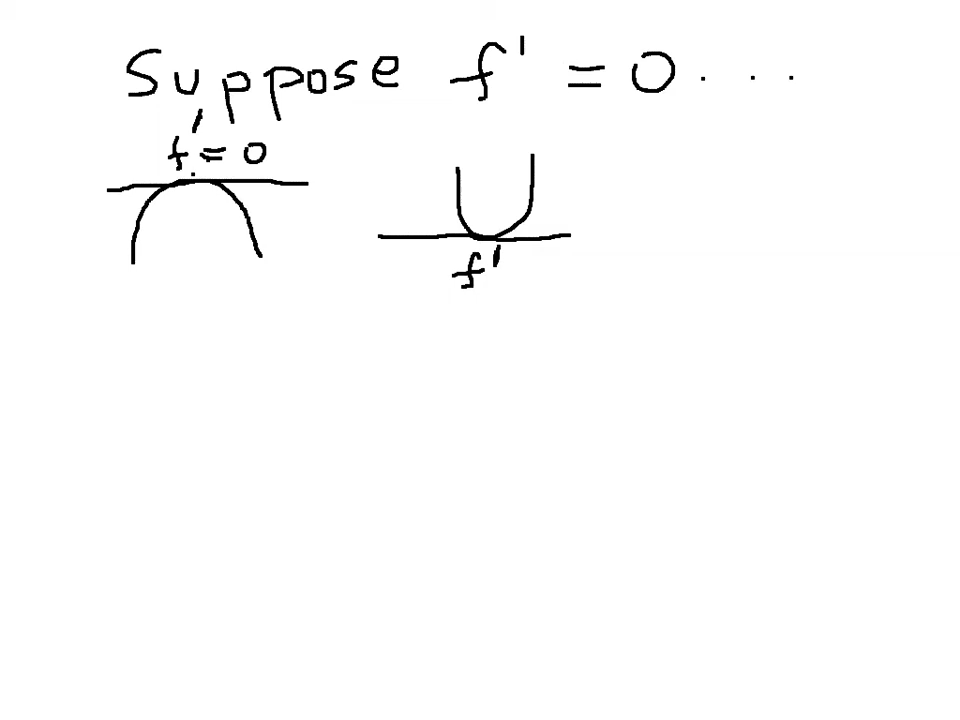 Suppose f' = 0 . . .
f' = 0
f'